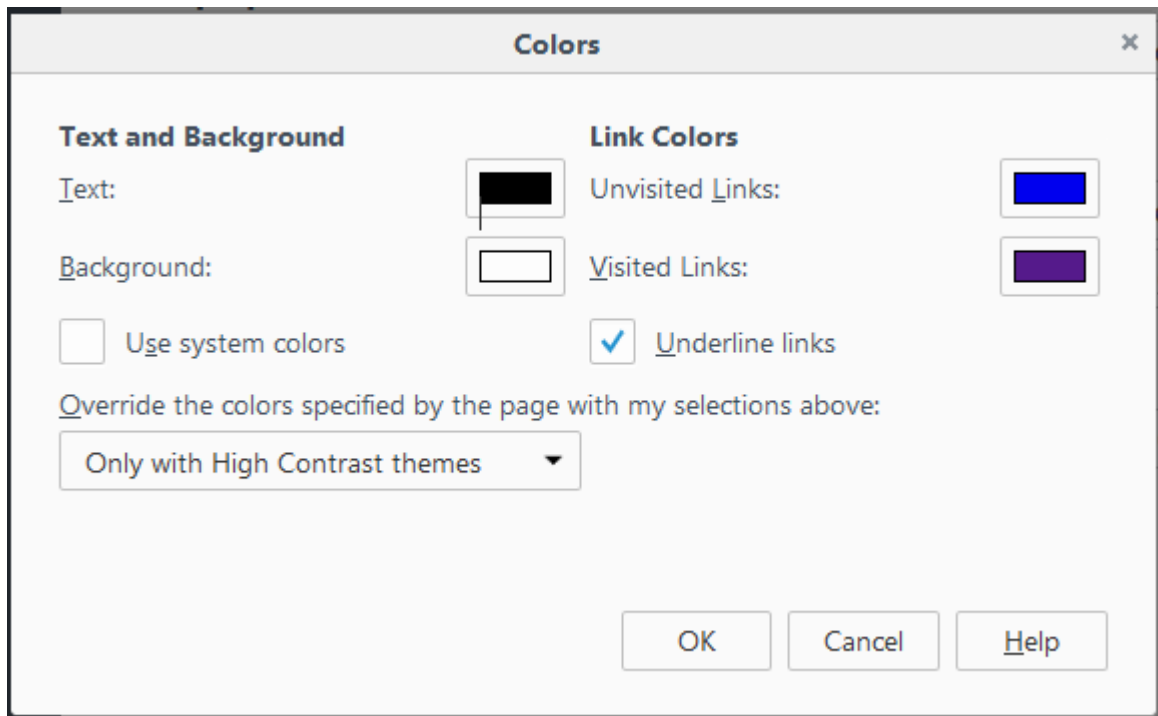 Colors
Text and Background
Link Colors
Text:
Unvisited Links:
Background:
Visited Links:
Use system colors
Underline links
Override the colors specified by the page with my selections above:
Only with High Contrast themes
OK
Cancel
Help